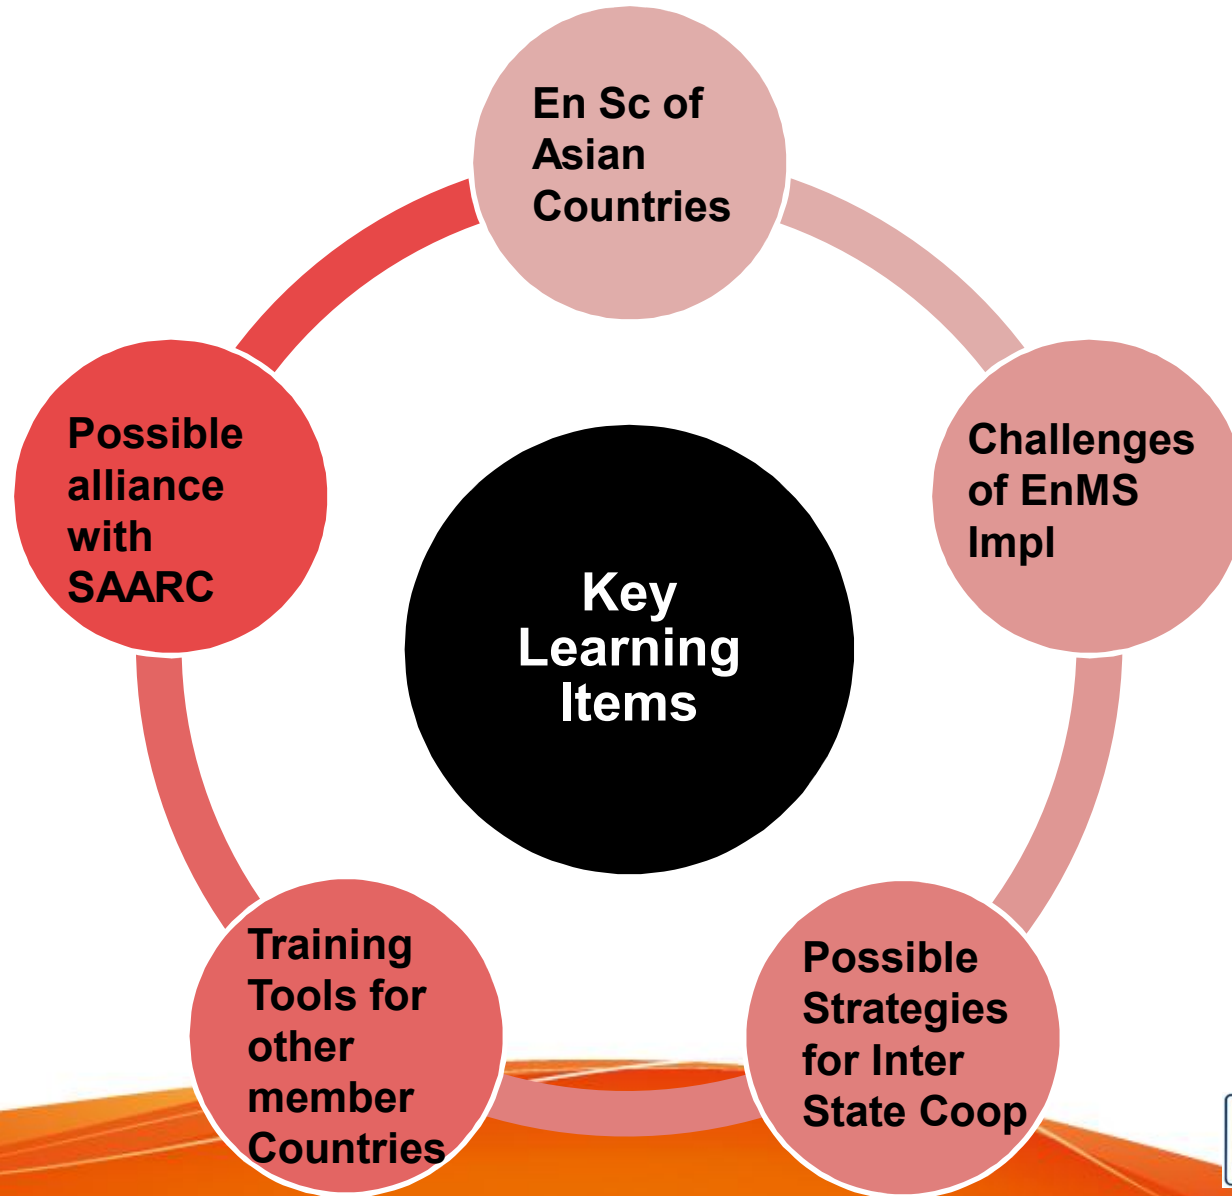 En Sc of
Asian
Countries
Challenges
of EnMS
Impl
Possible
Strategies
for Inter
State Coop
Training
Tools for
other
member
Countries
Possible
alliance
with
SAARC
Key
Learning
Items